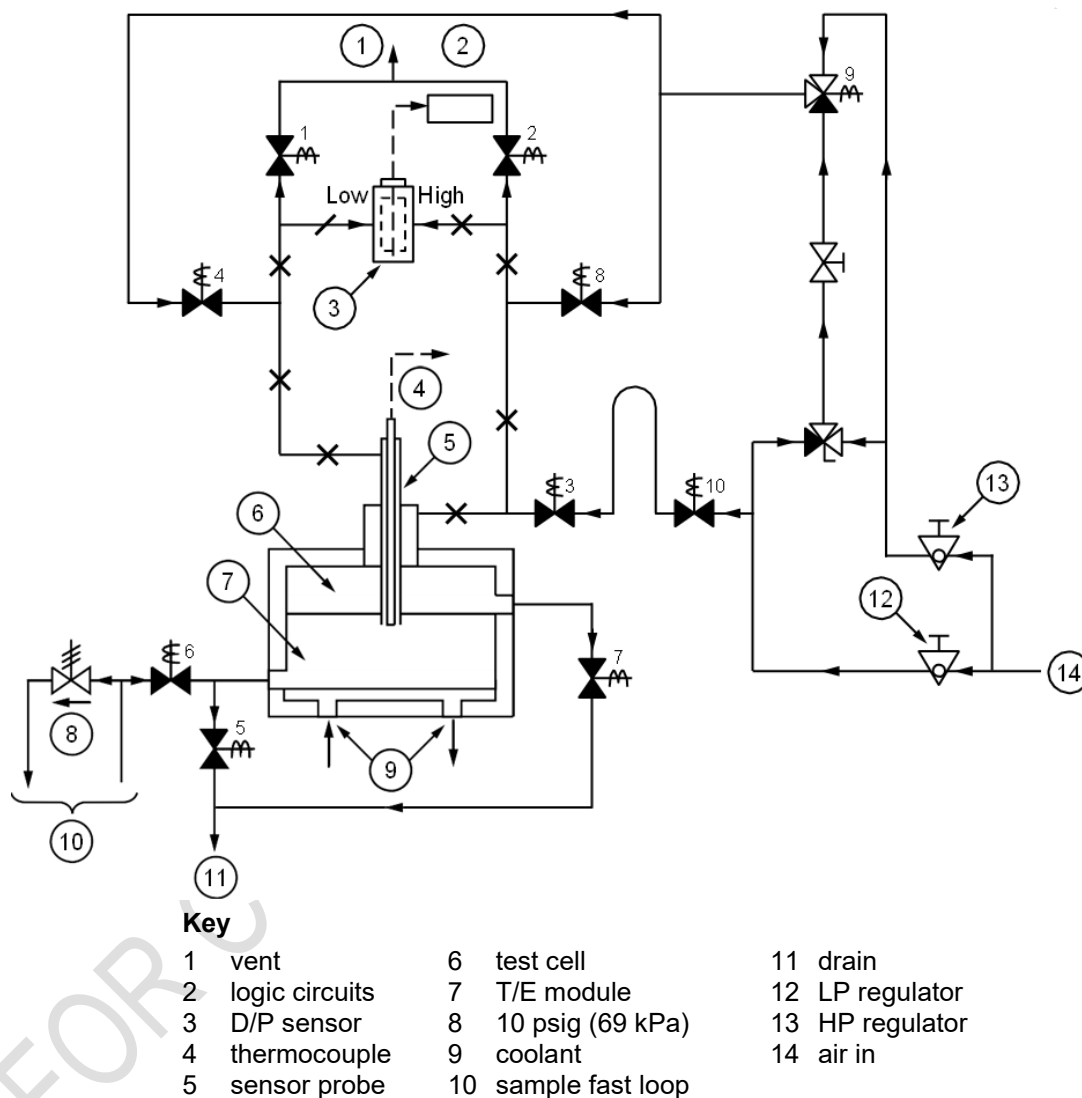 1 2
9
1 2
Low High
4 8
3
4
5
3 10
13
6
7
12
6 7
14
8 5
9
10
11
Key
1 vent 6 test cell 11 drain
2 logic circuits 7 T/E module 12 LP regulator
3 D/P sensor 8 10 psig (69 kPa) 13 HP regulator
4 thermocouple 9 coolant 14 air in
5 sensor probe 10 sample fast loop
FOR